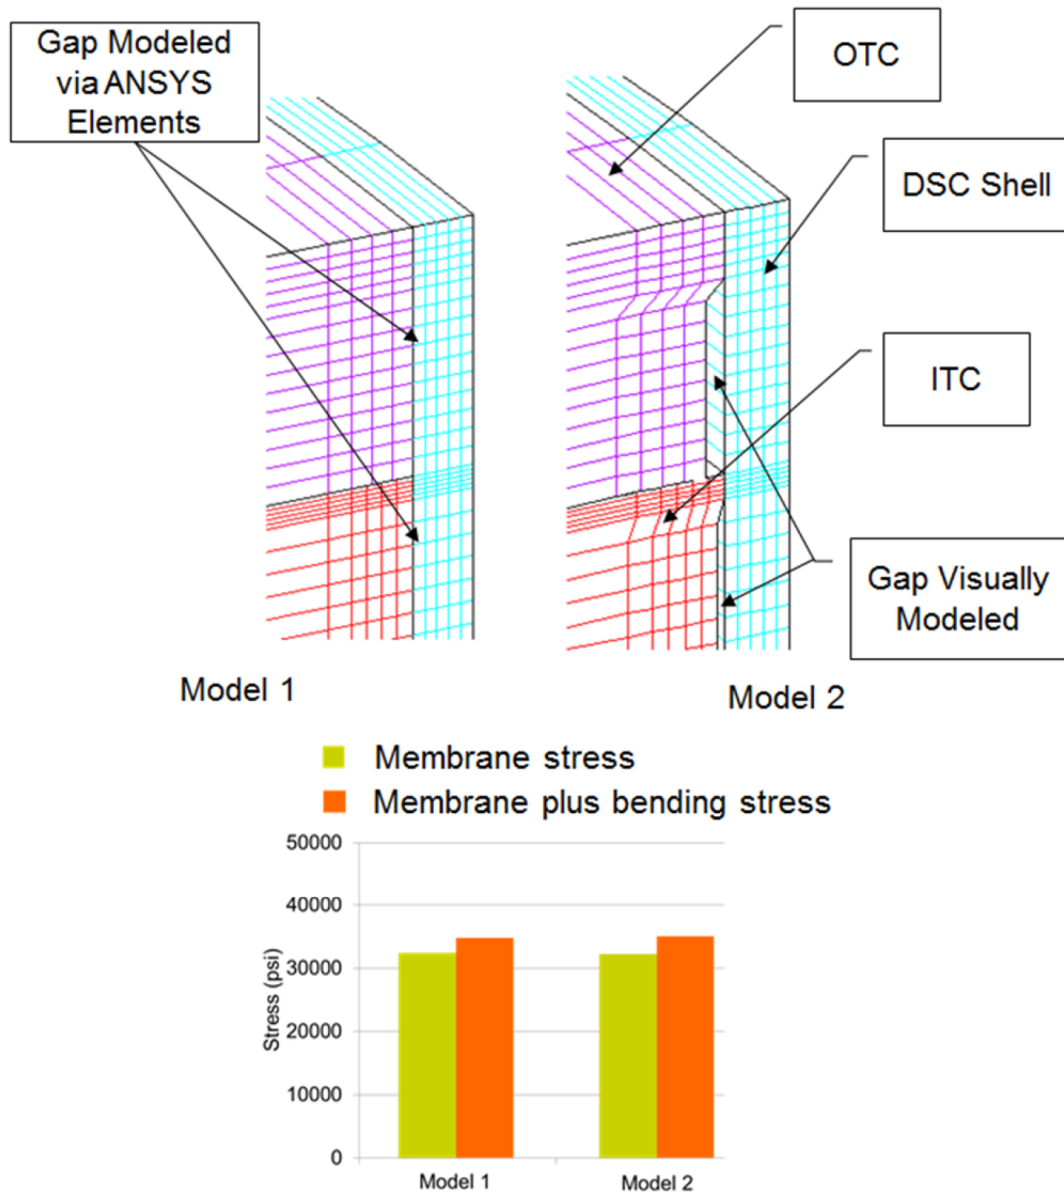 Gap Modeled
via ANSYS
Elements
OTC
DSC Shell
ITC
Gap Visually
Modeled
Model 1
Model 2
Membrane stress
Membrane plus bending stress
Stress (psi)
50000
40000
30000
20000
10000
0
Model 1
Model 2